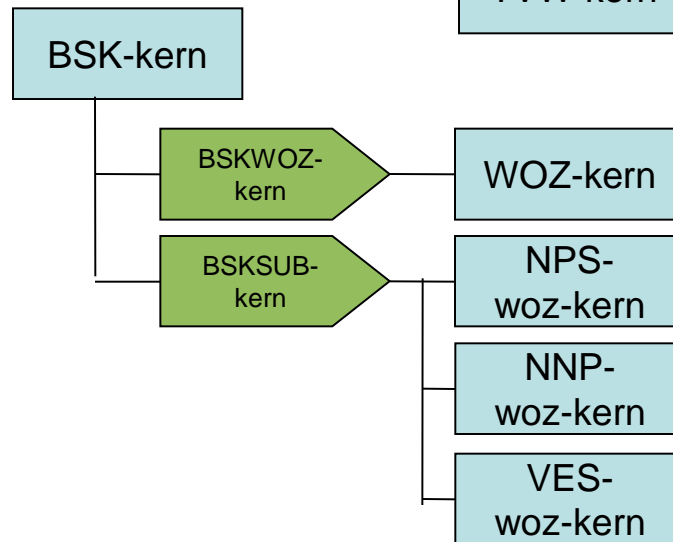 BSK-kern
BSKWOZ-
kern
WOZ-kern
BSKSUB-
kern
NPS-
woz-kern
NNP-
woz-kern
VES-
woz-kern